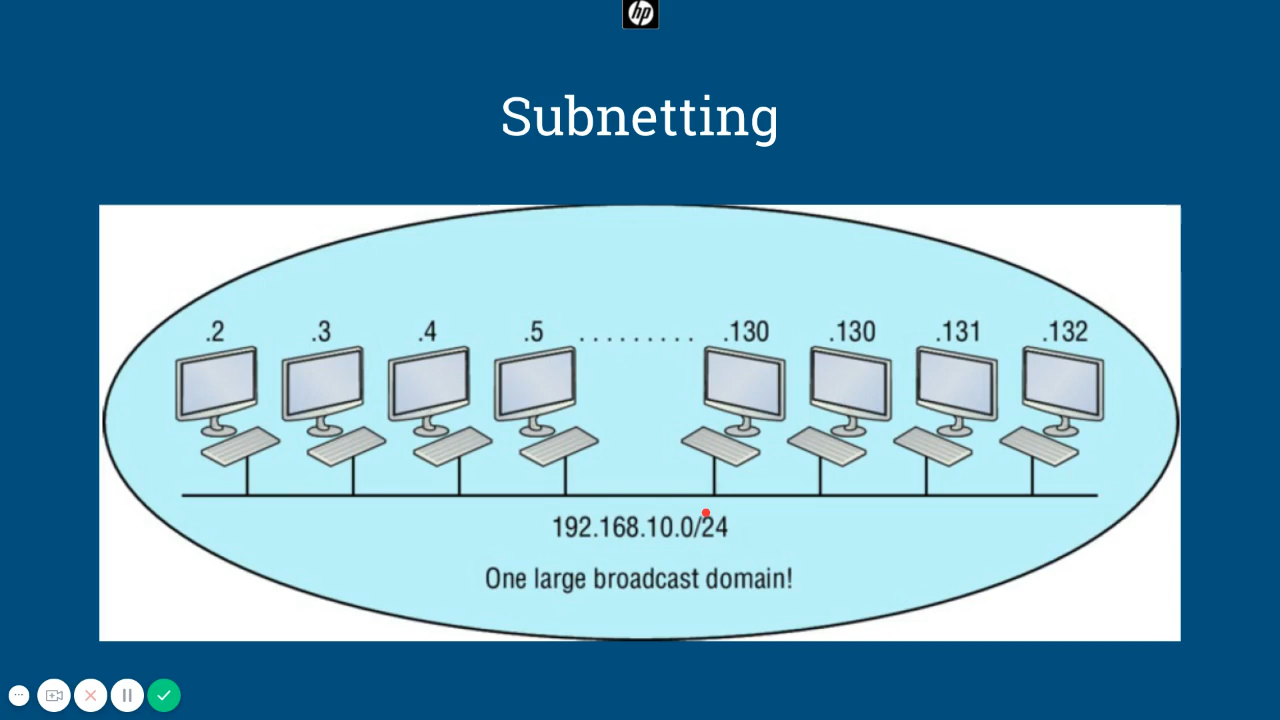 hp
Subnetting
.2 .3 .4 .5 ......... .130 .130 .131 .132
192.168.10.0/24
One large broadcast domain!